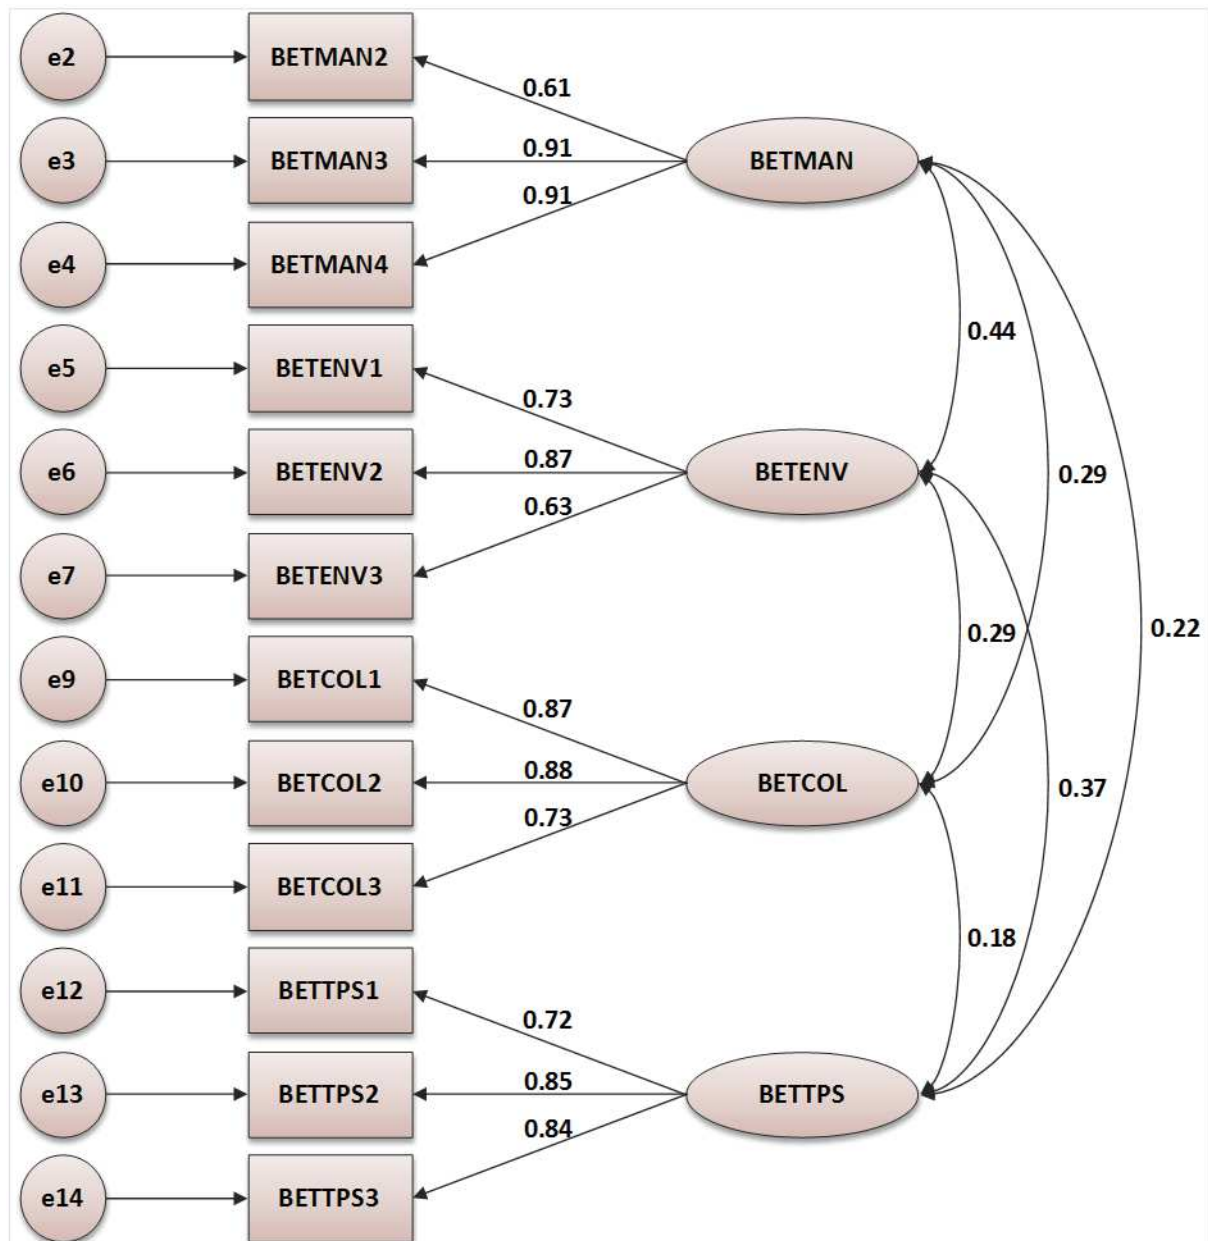 e2
BETMAN2
0.61
e3
BETMAN3
0.91
BETMAN
0.91
e4
BETMAN4
0.44
e5
BETENV1
0.73
e6
BETENV2
0.87
BETENV
0.29
0.63
e7
BETENV3
0.29
0.22
e9
BETCOL1
0.87
e10
BETCOL2
0.88
BETCOL
0.37
0.73
e11
BETCOL3
0.18
e12
BETTPS1
0.72
e13
BETTPS2
0.85
BETTPS
0.84
e14
BETTPS3